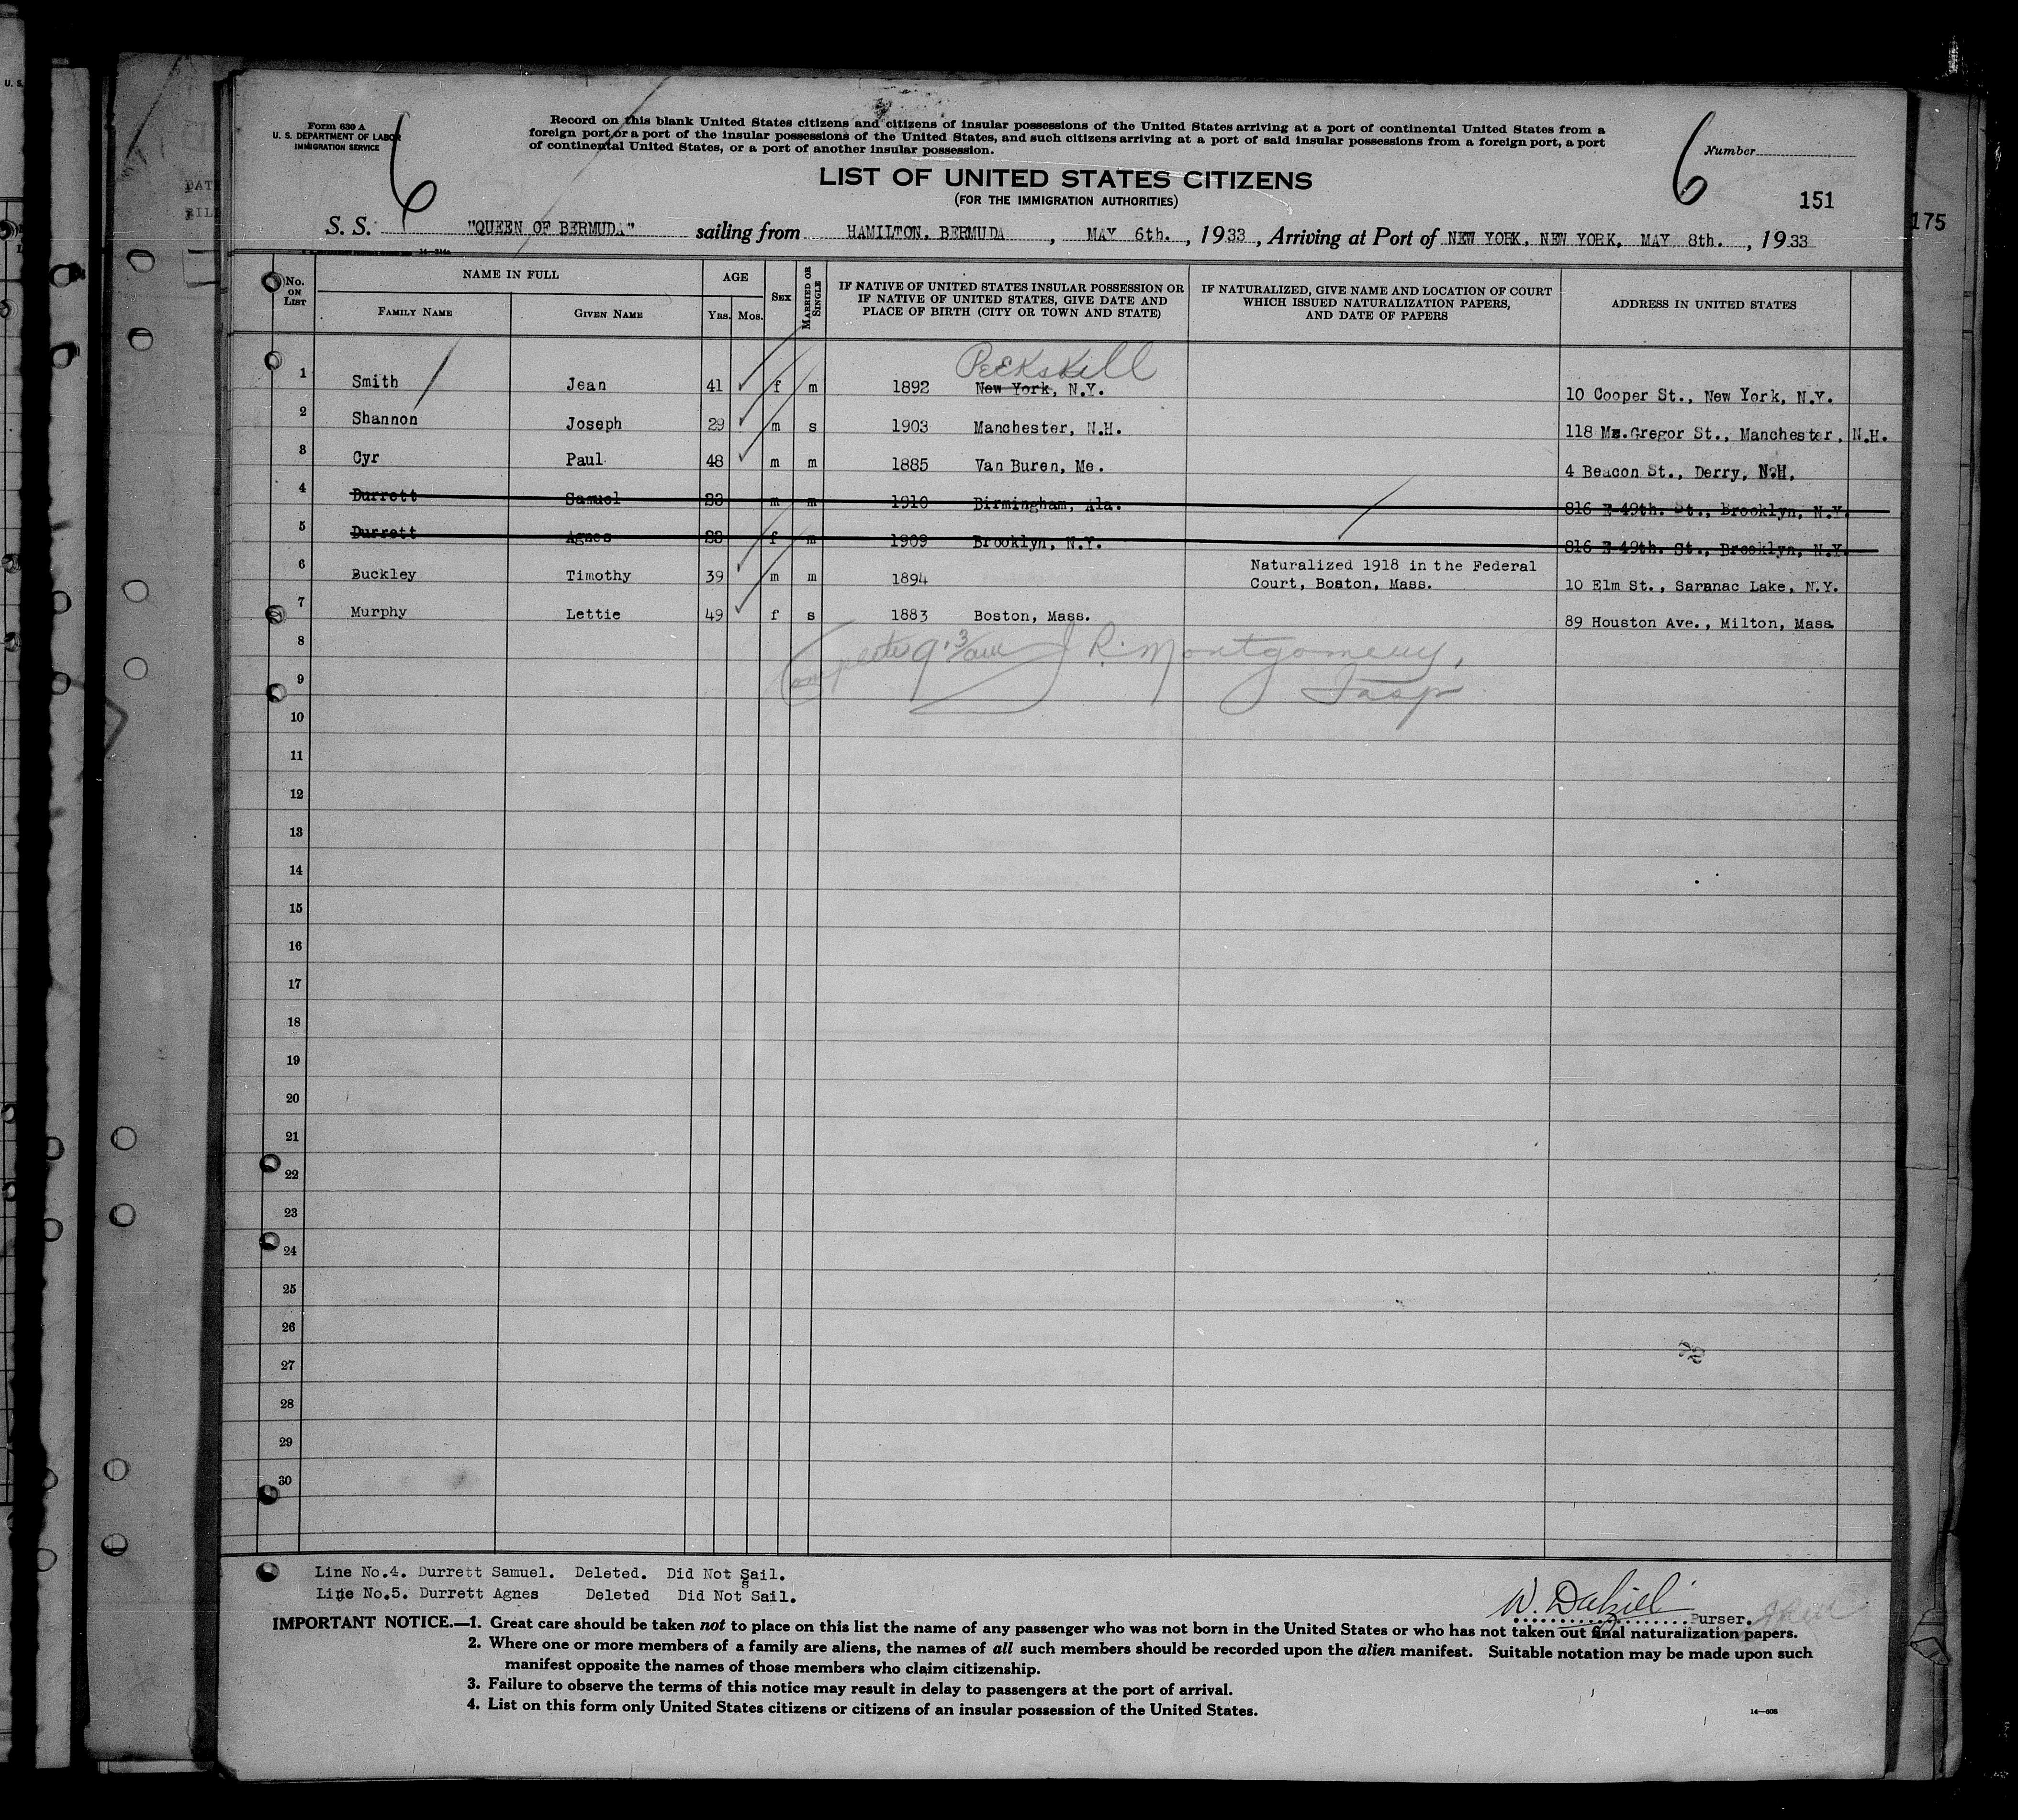 Form 630 A
U. S. DEPARTMENT OF LABOR
IMMIGRATION SERVICE
6
Record on this blank United States citizens and citizens of insular possessions of the United States arriving at a port of continental United States from a
foreign port or a port of the insular possessions of the United States, and such citizens arriving at a port of said insular possessions from a foreign port, a port
of continental United States, or a port of another insular possession.
6
Number
151
175
LIST OF UNITED STATES CITIZENS
(FOR THE IMMIGRATION AUTHORITIES)
S. S. "QUEEN OF BERMUDA" sailing from HAMILTON, BERMUDA, MAY 6th., 1933, Arriving at Port of NEW YORK, NEW YORK, MAY 8th., 1933
No. ON LIST
NAME IN FULL
FAMILY NAME
GIVEN NAME
AGE
YRS. MOS.
SEX
MARRIED OR SINGLE
IF NATIVE OF UNITED STATES INSULAR POSSESSION OR
IF NATIVE OF UNITED STATES, GIVE DATE AND
PLACE OF BIRTH (CITY OR TOWN AND STATE)
IF NATURALIZED, GIVE NAME AND LOCATION OF COURT
WHICH ISSUED NATURALIZATION PAPERS,
AND DATE OF PAPERS
ADDRESS IN UNITED STATES
Peekskill
1 Smith Jean 41 f m 1892 New York, N.Y. 10 Cooper St., New York, N.Y.
2 Shannon Joseph 29 m s 1903 Manchester, N.H. 118 Mc.Gregor St., Manchester, N.H.
3 Cyr Paul 48 m m 1885 Van Buren, Me. 4 Beacon St., Derry, N.H.
4 Durrett Samuel 23 m m 1910 Birmingham, Ala. 816 E 49th. St., Brooklyn, N.Y.
5 Durrett Agnes 23 f m 1909 Brooklyn, N.Y. 816 E 49th. St., Brooklyn, N.Y.
6 Buckley Timothy 39 m m 1894 Naturalized 1918 in the Federal
Court, Boston, Mass. 10 Elm St., Saranac Lake, N.Y.
7 Murphy Lettie 49 f s 1883 Boston, Mass. 89 Houston Ave., Milton, Mass.
J R. Montgomery,
8
9
10
11
12
13
14
15
16
17
18
19
20
21
22
23
24
25
26
27
28
29
30
Line No.4. Durrett Samuel. Deleted. Did Not Sail.
Line No.5. Durrett Agnes Deleted Did Not Sail.
W. Dalziel Purser.
IMPORTANT NOTICE.—1. Great care should be taken not to place on this list the name of any passenger who was not born in the United States or who has not taken out final naturalization papers.
2. Where one or more members of a family are aliens, the names of all such members should be recorded upon the alien manifest. Suitable notation may be made upon such
manifest opposite the names of those members who claim citizenship.
3. Failure to observe the terms of this notice may result in delay to passengers at the port of arrival.
4. List on this form only United States citizens or citizens of an insular possession of the United States.
14—608